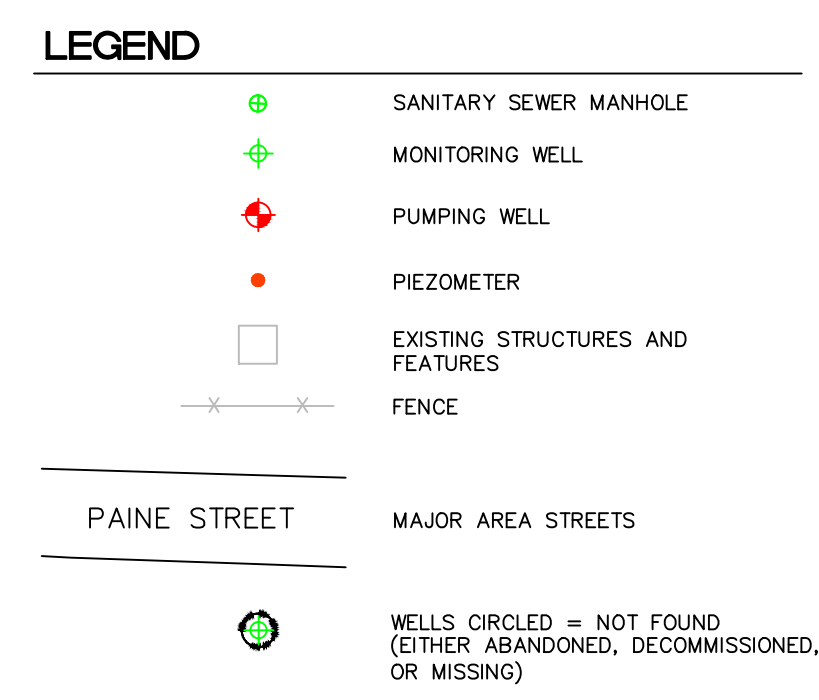 LEGEND
SANITARY SEWER MANHOLE
MONITORING WELL
PUMPING WELL
PIEZOMETER
EXISTING STRUCTURES AND
FEATURES
FENCE
PAINE STREET
MAJOR AREA STREETS
WELLS CIRCLED = NOT FOUND
(EITHER ABANDONED, DECOMMISSIONED,
OR MISSING)